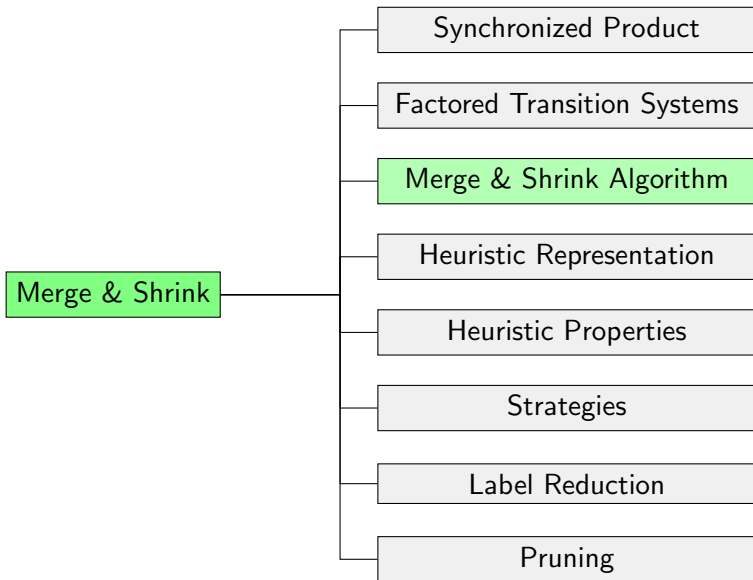 Synchronized Product
Factored Transition Systems
Merge & Shrink Algorithm
Heuristic Representation
Merge & Shrink
Heuristic Properties
Strategies
Label Reduction
Pruning